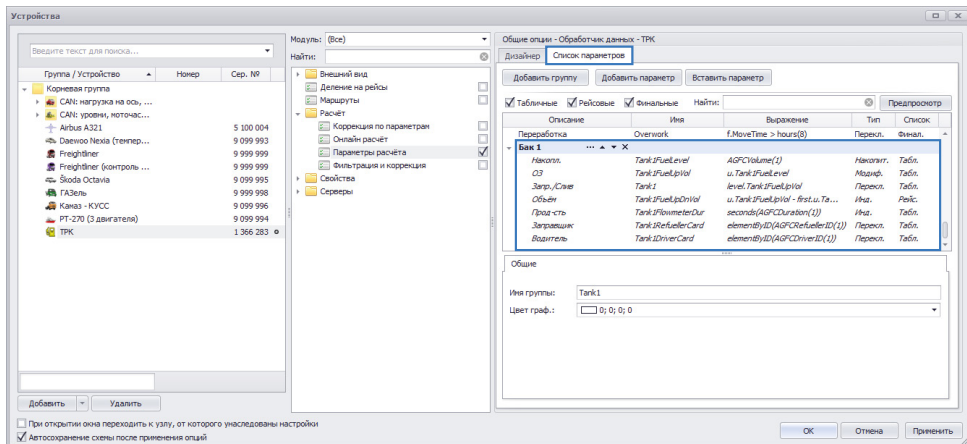 Устройства
Введите текст для поиска...
Группа / Устройство Номер Сер. №
Корневая группа
CAN: нагрузка на ось, ...
CAN: уровни, моточас...
Airbus A321 5 100 004
Daewoo Nexia (темпер... 9 099 993
Freightliner 9 999 999
Freightliner (контроль ... 9 999 999
Škoda Octavia 9 099 995
ГАЗель 9 999 998
Камаз - КУСС 9 099 996
РТ-270 (3 двигателя) 9 099 994
ТРК 1 366 283
Добавить Удалить
При открытии окна переходить к узлу, от которого унаследованы настройки
Автосохранение схемы после применения опций
Модуль: (Все)
Найти:
Внешний вид
Деление на рейсы
Маршруты
Расчёт
Коррекция по параметрам
Онлайн расчёт
Параметры расчёта
Фильтрация и коррекция
Свойства
Серверы
Общие опции - Обработчик данных - ТРК
Дизайнер Список параметров
Добавить группу Добавить параметр Вставить параметр
Табличные Рейсовые Финальные Найти: Предпросмотр
Описание Имя Выражение Тип Список
Переработка Overwork f.MoveTime > hours(8) Перекл. Финал.
Бак 1 ...
Накопл. Tank1FuelLevel AGFCVolume(1) Накопит. Табл.
ОЗ Tank1FuelUpVol u.Tank1FuelLevel Модиф. Табл.
Запр./Слив Tank1 level.Tank1FuelUpVol Перекл. Табл.
Объём Tank1FuelUpDnVol u.Tank1FuelUpVol - first.u.Ta... Инд. Рейс.
Прод-сть Tank1FlowmeterDur seconds(AGFCDuration(1)) Инд. Табл.
Заправщик Tank1RefuellerCard elementByID(AGFCRefuellerID(1)) Перекл. Табл.
Водитель Tank1DriverCard elementByID(AGFCDriverID(1)) Перекл. Табл.
Общие
Имя группы: Tank1
Цвет граф.: 0; 0; 0; 0
ОК Отмена Применить